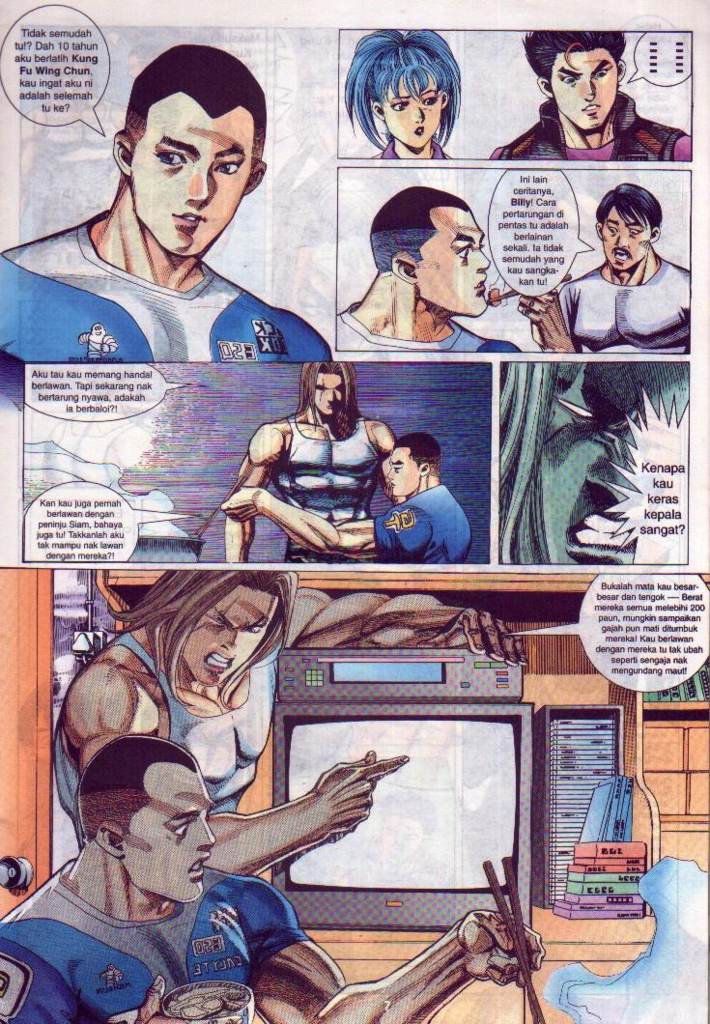 Tidak semudah
tu!? Dah 10 tahun
aku berlatih Kung
Fu Wing Chun,
kau ingat aku ni
adalah selemah
tu ke?
Ini lain
ceritanya,
Billy! Cara
pertarungan di
pentas tu adalah
berlainan
sekali. Ia tidak
semudah yang
kau sangka-
kan tu!
Aku tau kau memang handal
berlawan. Tapi sekarang nak
bertarung nyawa, adakah
ia berbaloi?!
Kan kau juga pernah
berlawan dengan
peninju Siam, bahaya
juga tu! Takkanlah aku
tak mampu nak lawan
dengan mereka?!
Kenapa
kau
keras
kepala
sangat?
Bukalah mata kau besar-
besar dan tengok — Berat
mereka semua melebihi 200
paun, mungkin sampaikan
gajah pun mati ditumbuk
mereka! Kau berlawan
dengan mereka tu tak ubah
seperti sengaja nak
mengundang maut!